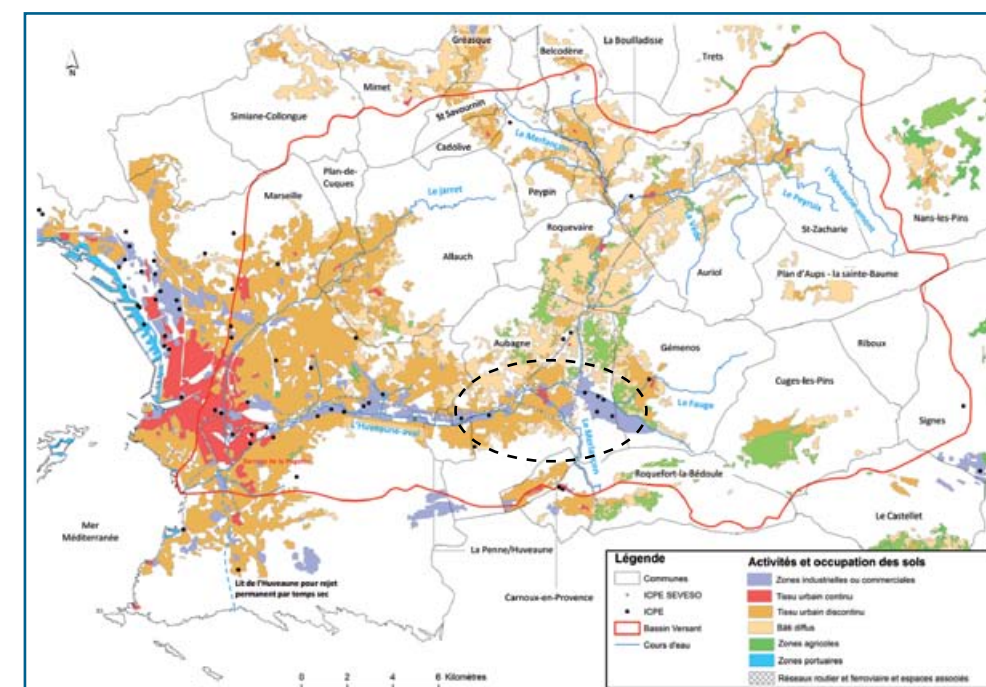 N
Gréasque
Belcodène
La Bouilladisse
Trets
Mimet
Simiane-Collongue
St Savournin
Le Merlançon
Cadolive
Plan-de-
Cuques
Marseille
Le Jarret
Peypin
Roquevaire
Allauch
La Vède
Le Peyruis
L'Huveaune-amont
St-Zacharie
Nans-les-Pins
Auriol
Plan d'Aups - la sainte-Baume
Aubagne
Gémenos
Riboux
Cuges-les-Pins
Signes
Le Fauge
L'Huveaune-aval
Le Merlançon
Roquefort-la-Bédoule
Le Castellet
Mer
Méditerranée
La Penne/Huveaune
Carnoux-en-Provence
Lit de l'Huveaune pour rejet
permanent par temps sec
0 2 4 6 Kilomètres
Légende
Communes
ICPE SEVESO
ICPE
Bassin Versant
Cours d'eau
Activités et occupation des sols
Zones industrielles ou commerciales
Tissu urbain continu
Tissu urbain discontinu
Bâti diffus
Zones agricoles
Zones portuaires
Réseaux routier et ferroviaire et espaces associés